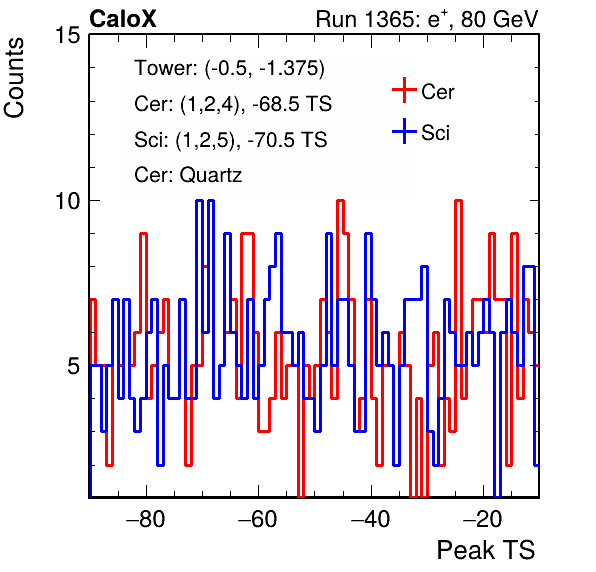 CaloX Run 1365: e⁺, 80 GeV
Counts
15
Tower: (-0.5, -1.375)
Cer: (1,2,4), -68.5 TS
Sci: (1,2,5), -70.5 TS
Cer: Quartz
Cer
Sci
10
5
−80 −60 −40 −20
Peak TS